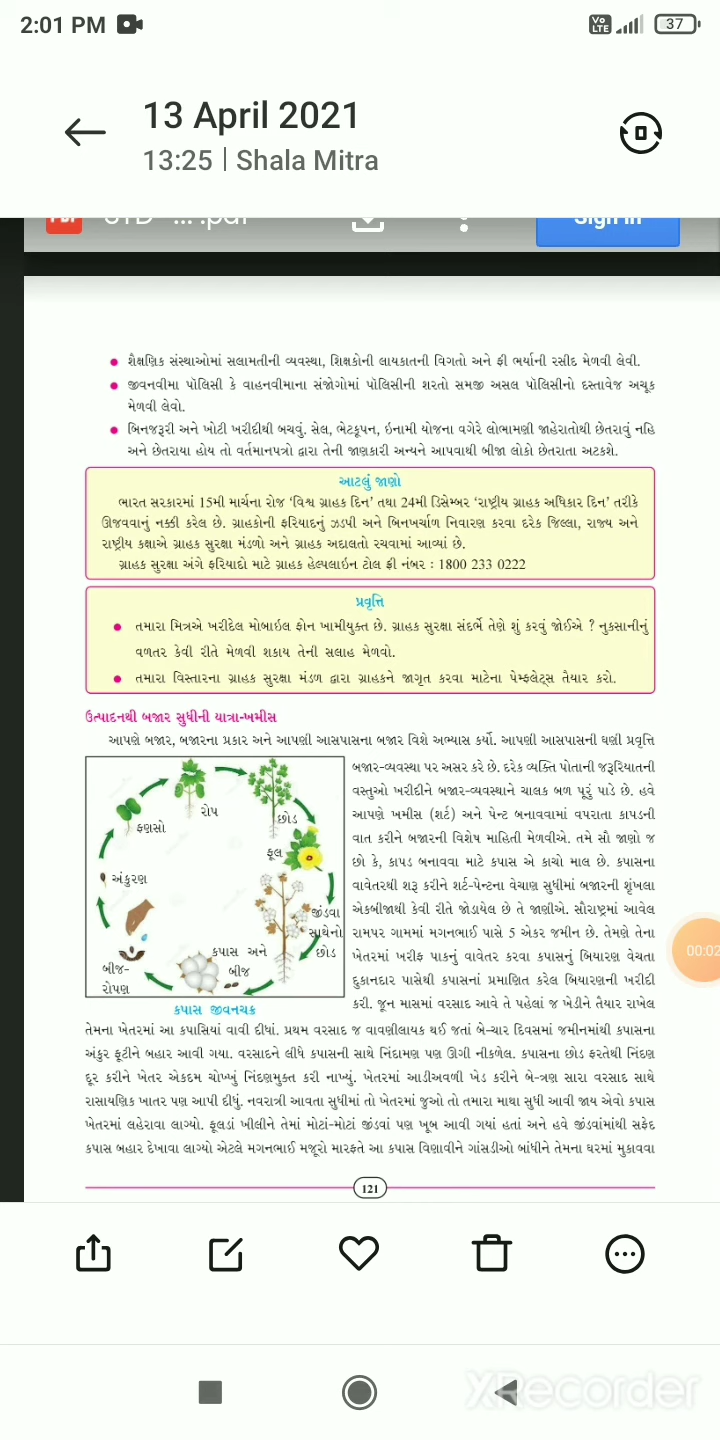 2:01 PM
Vo LTE
37
13 April 2021
13:25 | Shala Mitra
Sign in
શૈક્ષણિક સંસ્થાઓમાં સલામતીની વ્યવસ્થા, શિક્ષકોની લાયકાતની વિગતો અને ફી ભર્યાની રસીદ મેળવી લેવી.
જીવનવીમા પૉલિસી કે વાહનવીમાના સંજોગોમાં પૉલિસીની શરતો સમજી અસલ પૉલિસીનો દસ્તાવેજ અચૂક
મેળવી લેવો.
બિનજરૂરી અને ખોટી ખરીદીથી બચવું. સેલ, ભેટકૂપન, ઇનામી યોજના વગેરે લોભામણી જાહેરાતોથી છેતરાવું નહિ
અને છેતરાયા હોય તો વર્તમાનપત્રો દ્વારા તેની જાણકારી અન્યને આપવાથી બીજા લોકો છેતરાતા અટકશે.
આટલું જાણો
ભારત સરકારમાં 15મી માર્ચના રોજ ‘વિશ્વ ગ્રાહક દિન’ તથા 24મી ડિસેમ્બર ‘રાષ્ટ્રીય ગ્રાહક અધિકાર દિન’ તરીકે
ઊજવવાનું નક્કી કરેલ છે. ગ્રાહકોની ફરિયાદનું ઝડપી અને બિનખર્ચાળ નિવારણ કરવા દરેક જિલ્લા, રાજ્ય અને
રાષ્ટ્રીય કક્ષાએ ગ્રાહક સુરક્ષા મંડળો અને ગ્રાહક અદાલતો રચવામાં આવ્યાં છે.
ગ્રાહક સુરક્ષા અંગે ફરિયાદો માટે ગ્રાહક હેલ્પલાઇન ટોલ ફ્રી નંબર : 1800 233 0222
પ્રવૃત્તિ
તમારા મિત્રએ ખરીદેલ મોબાઇલ ફોન ખામીયુક્ત છે. ગ્રાહક સુરક્ષા સંદર્ભે તેણે શું કરવું જોઈએ ? નુકસાનીનું
વળતર કેવી રીતે મેળવી શકાય તેની સલાહ મેળવો.
તમારા વિસ્તારના ગ્રાહક સુરક્ષા મંડળ દ્વારા ગ્રાહકને જાગૃત કરવા માટેના પેમ્ફ્લેટ્સ તૈયાર કરો.
ઉત્પાદનથી બજાર સુધીની યાત્રા-ખમીસ
આપણે બજાર, બજારના પ્રકાર અને આપણી આસપાસના બજાર વિશે અભ્યાસ કર્યો. આપણી આસપાસની ઘણી પ્રવૃત્તિ
બજાર-વ્યવસ્થા પર અસર કરે છે. દરેક વ્યક્તિ પોતાની જરૂરિયાતની
વસ્તુઓ ખરીદીને બજાર-વ્યવસ્થાને ચાલક બળ પૂરું પાડે છે. હવે
આપણે ખમીસ (શર્ટ) અને પેન્ટ બનાવવામાં વપરાતા કાપડની
વાત કરીને બજારની વિશેષ માહિતી મેળવીએ. તમે સૌ જાણો જ
છો કે, કાપડ બનાવવા માટે કપાસ એ કાચો માલ છે. કપાસના
વાવેતરથી શરૂ કરીને શર્ટ-પેન્ટના વેચાણ સુધીમાં બજારની શૃંખલા
એકબીજાથી કેવી રીતે જોડાયેલ છે તે જાણીએ. સૌરાષ્ટ્રમાં આવેલ
રામપર ગામમાં મગનભાઈ પાસે 5 એકર જમીન છે. તેમણે તેના
ખેતરમાં ખરીફ પાકનું વાવેતર કરવા કપાસનું બિયારણ વેચતા
દુકાનદાર પાસેથી કપાસનાં પ્રમાણિત કરેલ બિયારણની ખરીદી
કરી. જૂન માસમાં વરસાદ આવે તે પહેલાં જ ખેડીને તૈયાર રાખેલ
રોપ
છોડ
ફણસો
ફૂલ
અંકુરણ
જીંડવા
સાથેનો
છોડ
કપાસ અને
બીજ
બીજ-
રોપણ
કપાસ જીવનચક્ર
તેમના ખેતરમાં આ કપાસિયાં વાવી દીધાં. પ્રથમ વરસાદ જ વાવણીલાયક થઈ જતાં બે-ચાર દિવસમાં જમીનમાંથી કપાસના
અંકુર ફૂટીને બહાર આવી ગયા. વરસાદને લીધે કપાસની સાથે નિંદામણ પણ ઊગી નીકળેલ. કપાસના છોડ ફરતેથી નિંદણ
દૂર કરીને ખેતર એકદમ ચોખ્ખું નિંદણમુક્ત કરી નાખ્યું. ખેતરમાં આડીઅવળી ખેડ કરીને બે-ત્રણ સારા વરસાદ સાથે
રાસાયણિક ખાતર પણ આપી દીધું. નવરાત્રી આવતા સુધીમાં તો ખેતરમાં જુઓ તો તમારા માથા સુધી આવી જાય એવો કપાસ
ખેતરમાં લહેરાવા લાગ્યો. ફૂલડાં ખીલીને તેમાં મોટાં-મોટાં જીંડવાં પણ ખૂબ આવી ગયાં હતાં અને હવે જીંડવાંમાંથી સફેદ
કપાસ બહાર દેખાવા લાગ્યો એટલે મગનભાઈ મજૂરો મારફતે આ કપાસ વિણાવીને ગાંસડીઓ બાંધીને તેમના ઘરમાં મુકાવવા
121
00:02
XRecorder